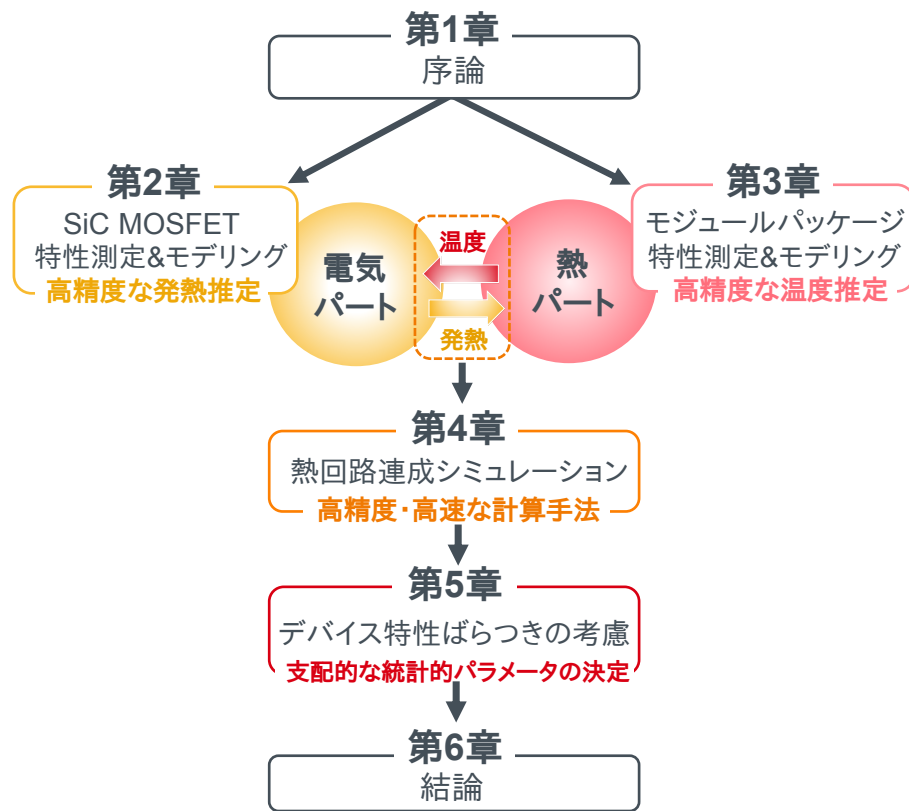 第1章
序論
第2章
SiC MOSFET
特性測定&モデリング
高精度な発熱推定
電気
パート
温度
発熱
熱
パート
第3章
モジュールパッケージ
特性測定&モデリング
高精度な温度推定
第4章
熱回路連成シミュレーション
高精度・高速な計算手法
第5章
デバイス特性ばらつきの考慮
支配的な統計的パラメータの決定
第6章
結論